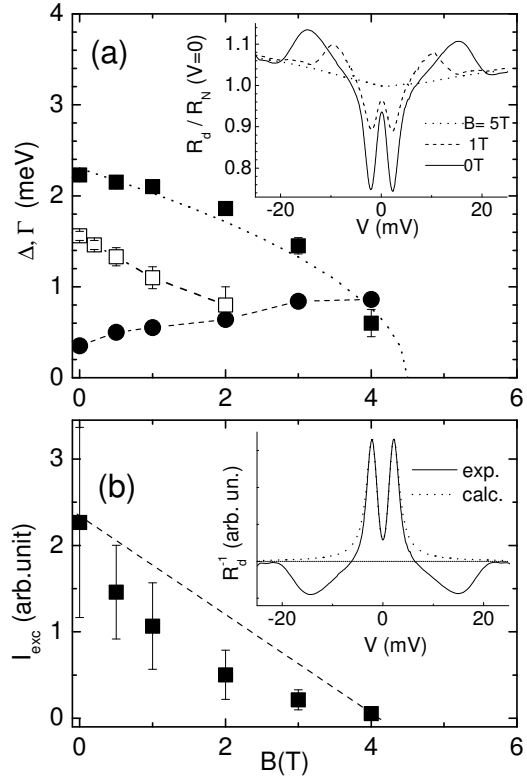 (a)
4
3
2
1
0
Δ, Γ (meV)
0 2 4 6
1.1
1.0
0.9
0.8
R_d / R_N (V=0)
B= 5T
1T
0T
-20 0 20
V (mV)
(b)
3
2
1
0
I_exc (arb.unit)
0 2 4 6
B(T)
R_d^-1 (arb. un.)
exp.
calc.
-20 0 20
V (mV)